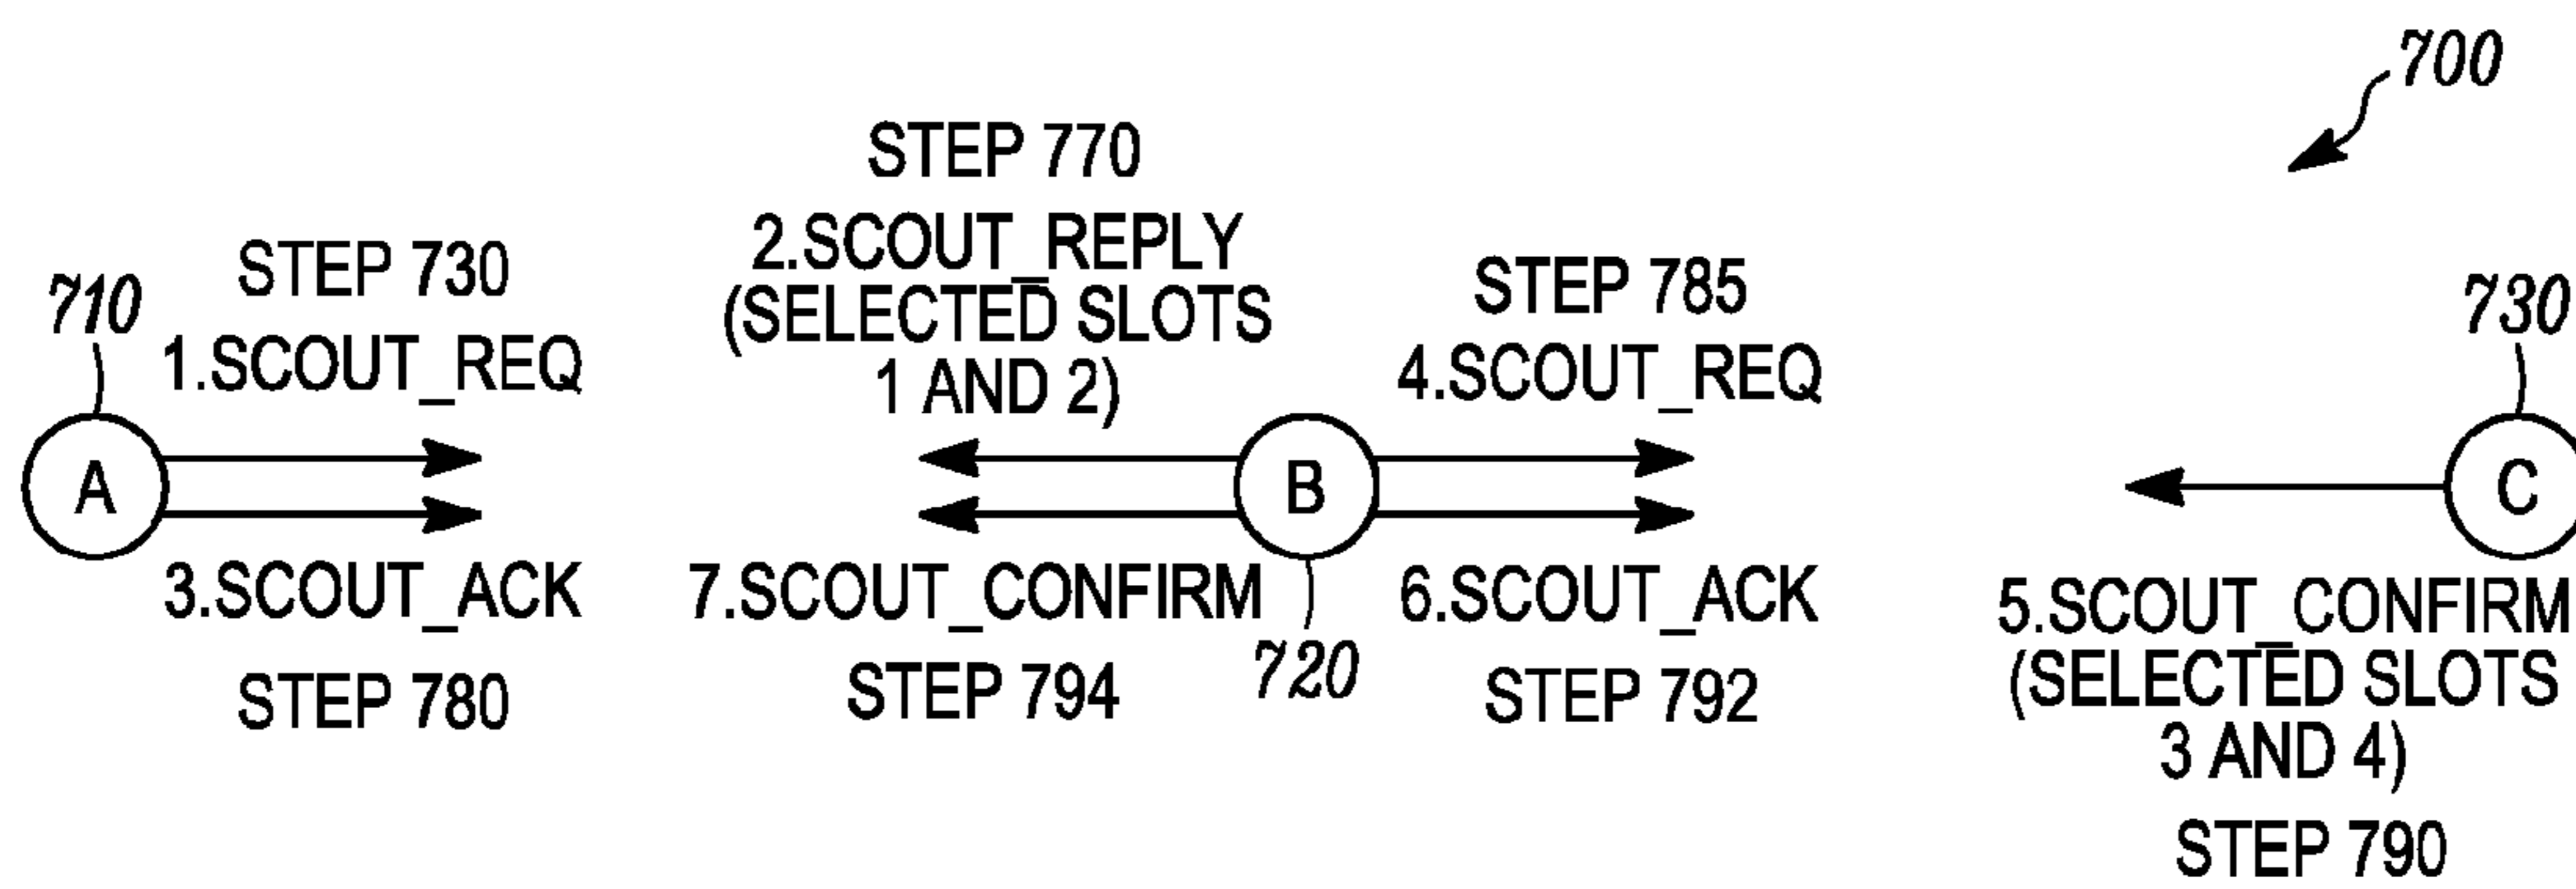 700
STEP 770
2.SCOUT_REPLY
(SELECTED SLOTS
1 AND 2)
STEP 730
1.SCOUT_REQ
710
STEP 785
4.SCOUT_REQ
730
A
B
C
3.SCOUT_ACK
STEP 780
7.SCOUT_CONFIRM
STEP 794
720
6.SCOUT_ACK
STEP 792
5.SCOUT_CONFIRM
(SELECTED SLOTS
3 AND 4)
STEP 790